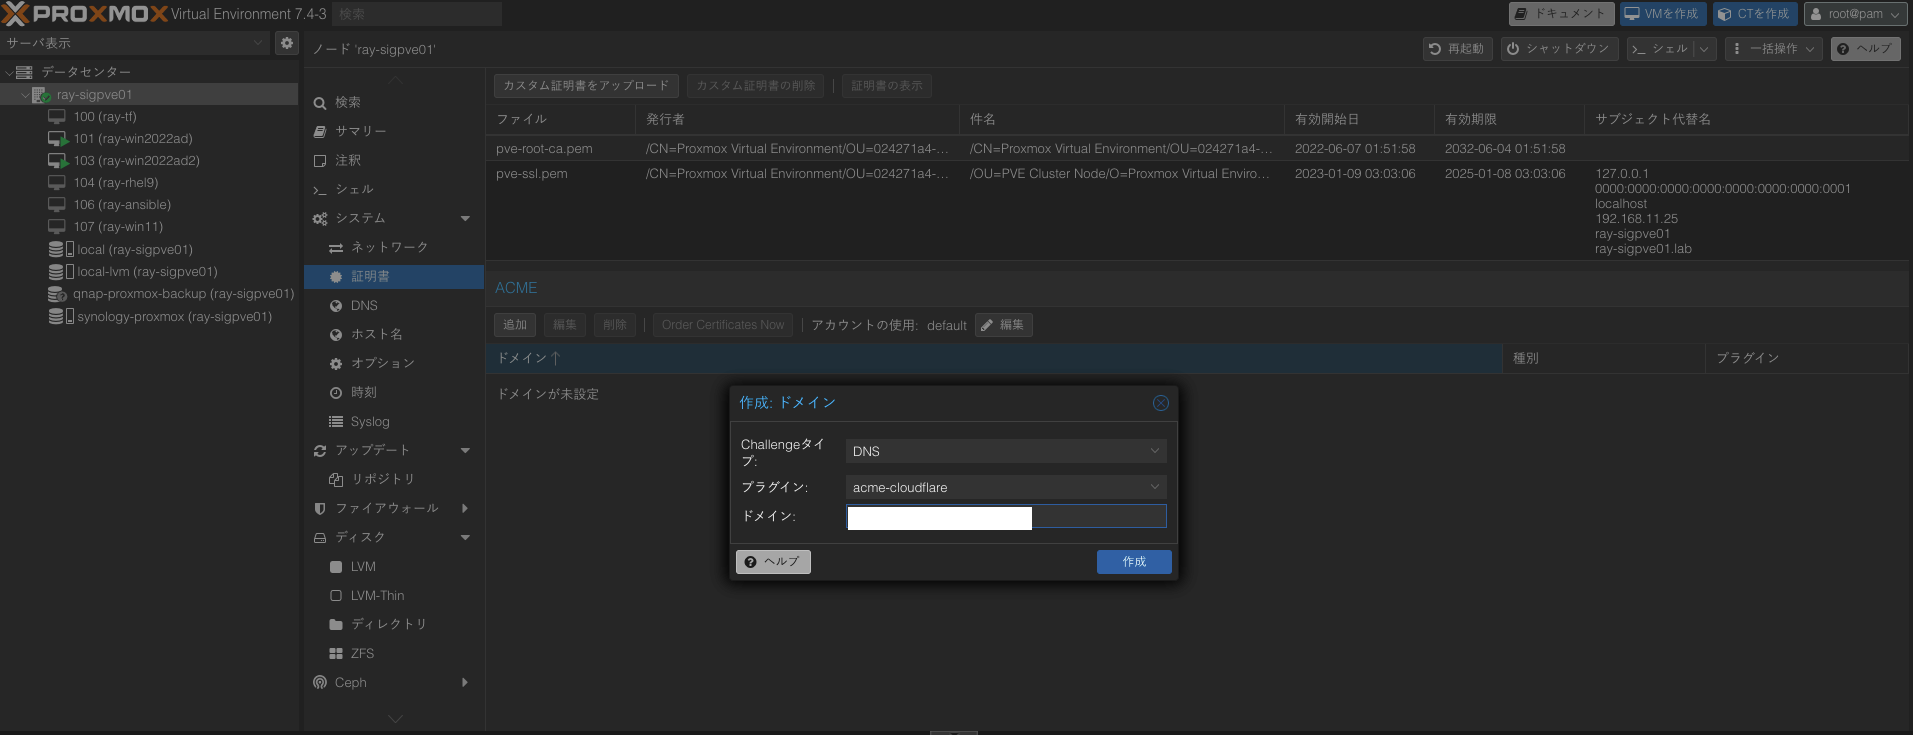 PROXMOX Virtual Environment 7.4-3 検索 ドキュメント VMを作成 CTを作成 root@pam
サーバ表示
データセンター
ray-sigpve01
100 (ray-tf)
101 (ray-win2022ad)
103 (ray-win2022ad2)
104 (ray-rhel9)
106 (ray-ansible)
107 (ray-win11)
local (ray-sigpve01)
local-lvm (ray-sigpve01)
qnap-proxmox-backup (ray-sigpve01)
synology-proxmox (ray-sigpve01)
ノード 'ray-sigpve01' 再起動 シャットダウン シェル 一括操作 ヘルプ
検索
サマリー
注釈
シェル
システム
ネットワーク
証明書
DNS
ホスト名
オプション
時刻
Syslog
アップデート
リポジトリ
ファイアウォール
ディスク
LVM
LVM-Thin
ディレクトリ
ZFS
Ceph
カスタム証明書をアップロード カスタム証明書の削除 証明書の表示
ファイル 発行者 件名 有効開始日 有効期限 サブジェクト代替名
pve-root-ca.pem /CN=Proxmox Virtual Environment/OU=024271a4-... /CN=Proxmox Virtual Environment/OU=024271a4-... 2022-06-07 01:51:58 2032-06-04 01:51:58
pve-ssl.pem /CN=Proxmox Virtual Environment/OU=024271a4-... /OU=PVE Cluster Node/O=Proxmox Virtual Enviro... 2023-01-09 03:03:06 2025-01-08 03:03:06 127.0.0.1
0000:0000:0000:0000:0000:0000:0000:0001
localhost
192.168.11.25
ray-sigpve01
ray-sigpve01.lab
ACME
追加 編集 削除 Order Certificates Now アカウントの使用: default 編集
ドメイン ↑ 種別 プラグイン
ドメインが未設定
作成: ドメイン
Challengeタイ
プ: DNS
プラグイン: acme-cloudflare
ドメイン:
ヘルプ 作成